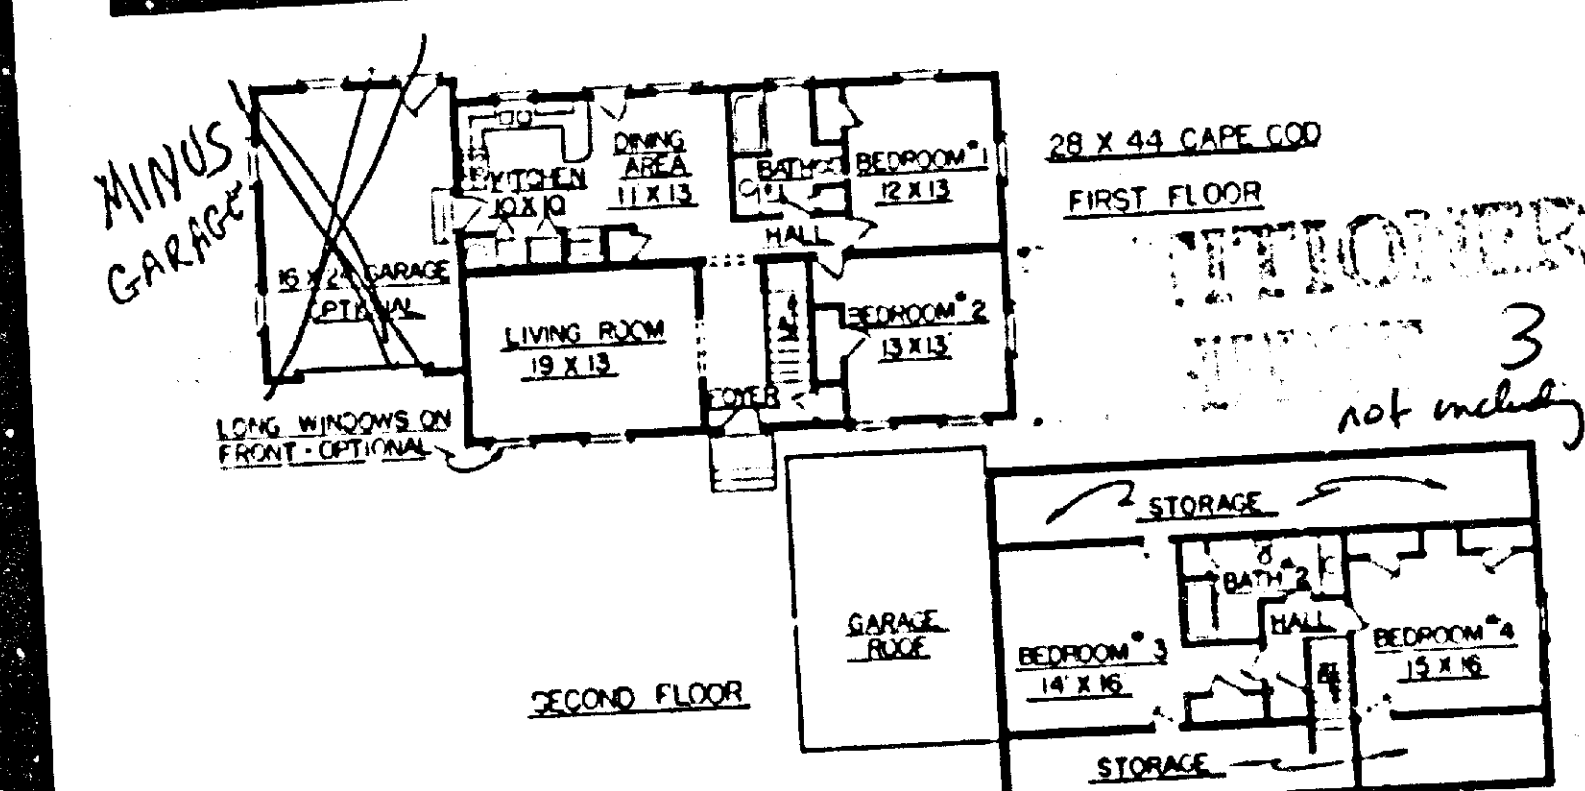 MINUS
GARAGE
16 X 24 GARAGE
OPTIONAL
KITCHEN
10 X 10
DINING
AREA
11 X 13
BATH
BEDROOM #1
12 X 13
HALL
LIVING ROOM
19 X 13
FOYER
BEDROOM #2
13 X 13
28 X 44 CAPE COD
FIRST FLOOR
3
not including
LONG WINDOWS ON
FRONT - OPTIONAL
STORAGE
BATH #2
HALL
BEDROOM #3
14 X 16
BEDROOM #4
15 X 16
GARAGE
ROOF
SECOND FLOOR
STORAGE